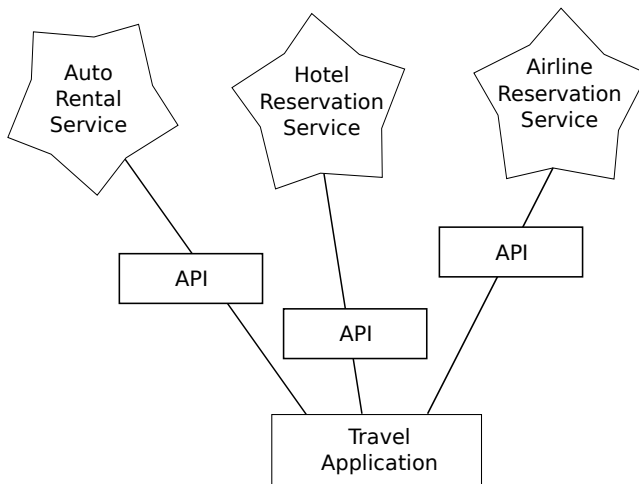 Auto
Rental
Service
Hotel
Reservation
Service
Airline
Reservation
Service
API
API
API
Travel
Application